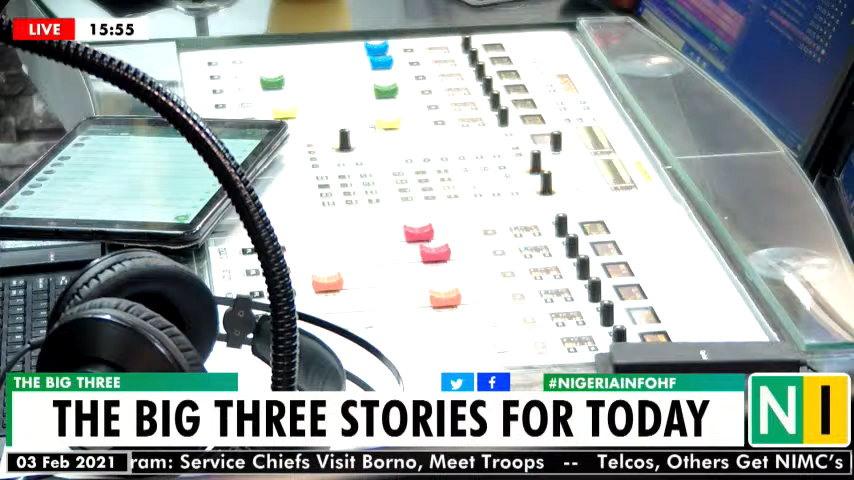 LIVE 15:55
THE BIG THREE
#NIGERIAINFOHF
THE BIG THREE STORIES FOR TODAY
NI
03 Feb 2021 ram: Service Chiefs Visit Borno, Meet Troops -- Telcos, Others Get NIMC's